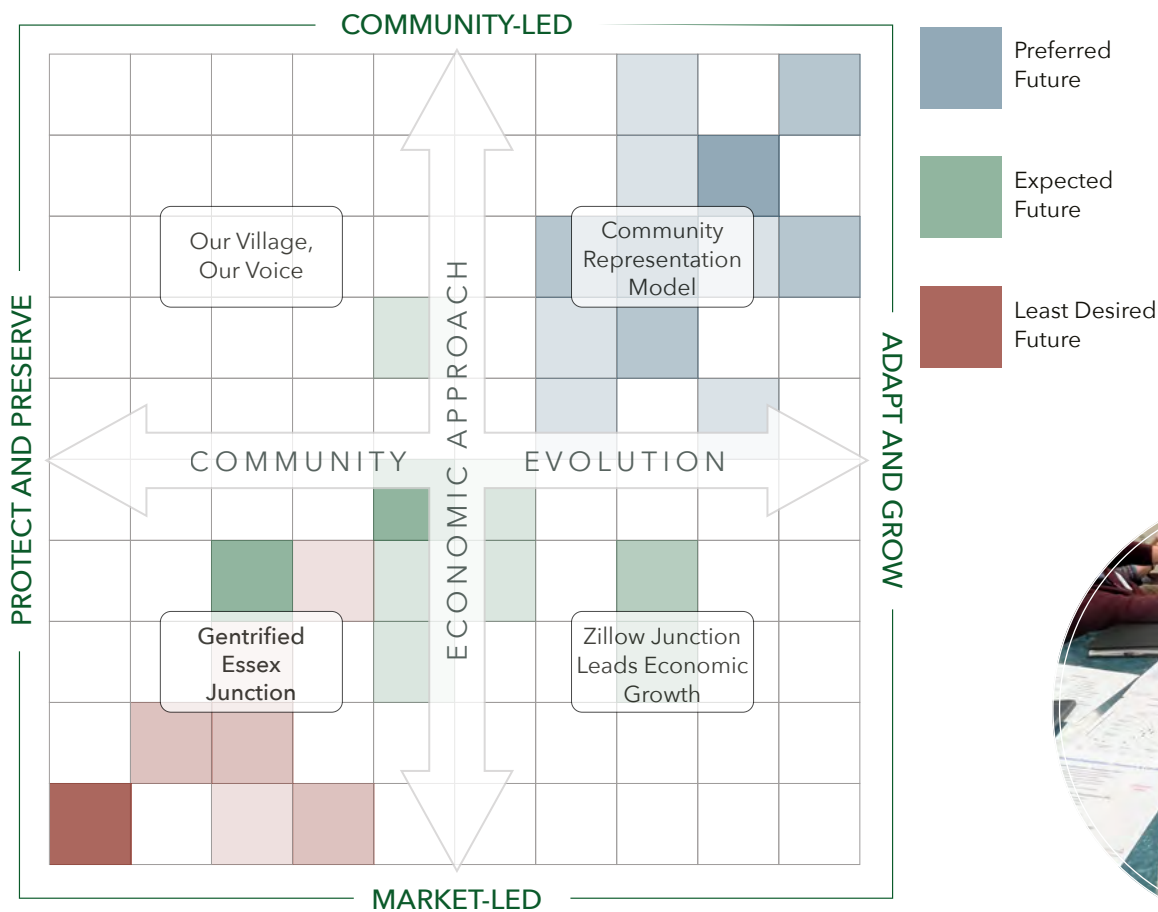 COMMUNITY-LED
Preferred
Future
Expected
Future
Least Desired
Future
Our Village,
Our Voice
Community
Representation
Model
PROTECT AND PRESERVE
ECONOMIC APPROACH
ADAPT AND GROW
COMMUNITY EVOLUTION
Gentrified
Essex
Junction
Zillow Junction
Leads Economic
Growth
MARKET-LED